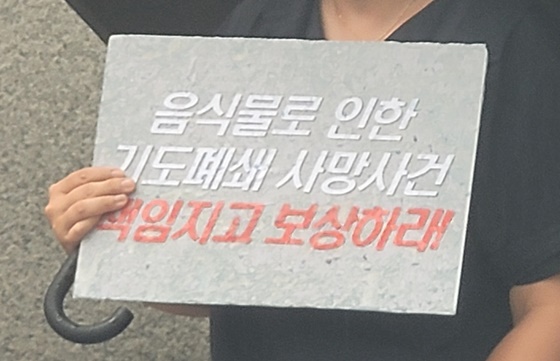 음식물로 인한
기도폐쇄 사망사건
책임지고 보상하래